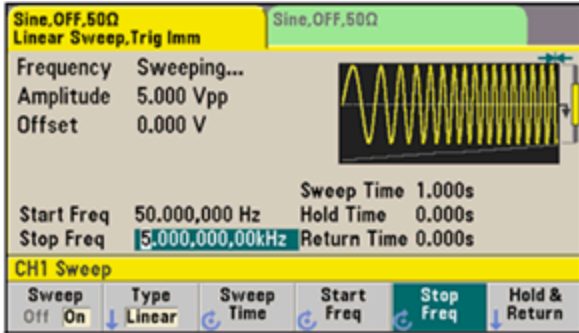 Sine,OFF,50Ω
Linear Sweep,Trig Imm
Sine,OFF,50Ω
Frequency Sweeping...
Amplitude 5.000 Vpp
Offset 0.000 V
Sweep Time 1.000s
Start Freq 50.000,000 Hz Hold Time 0.000s
Stop Freq 5.000,000,00kHz Return Time 0.000s
CH1 Sweep
Sweep Off On
Type Linear
Sweep Time
Start Freq
Stop Freq
Hold & Return